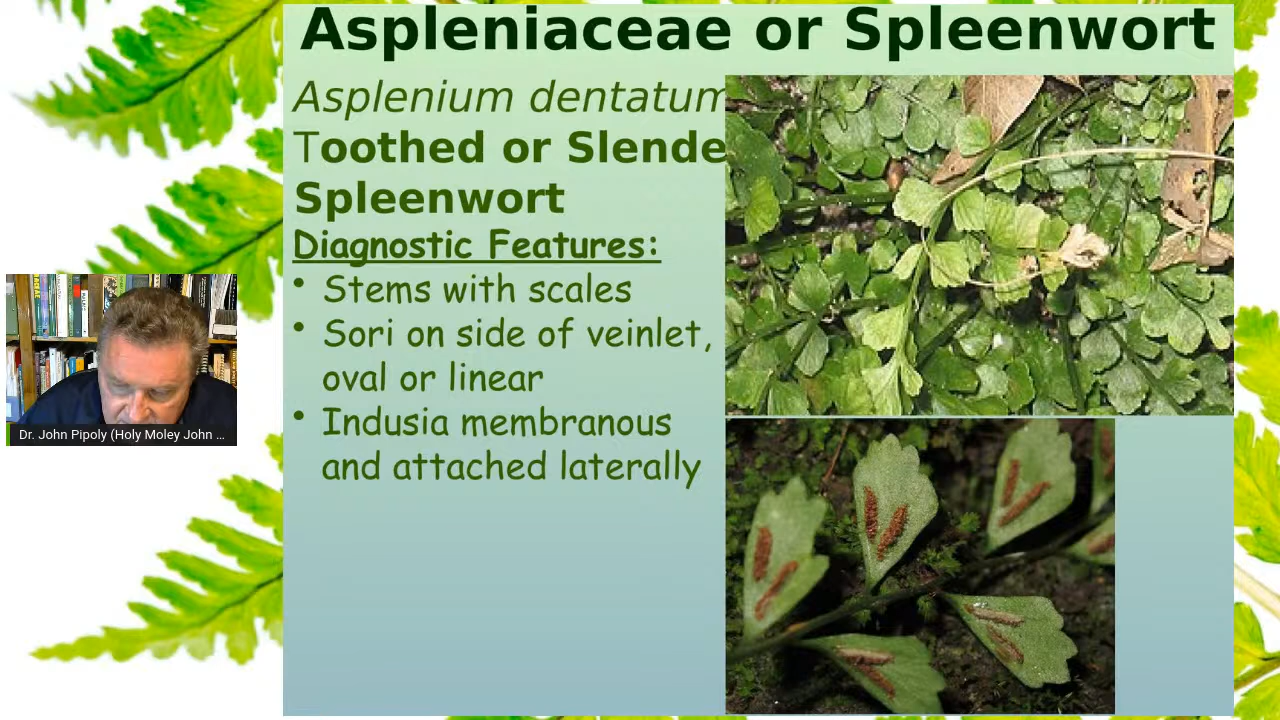 Aspleniaceae or Spleenwort
Asplenium dentatum
Toothed or Slende
Spleenwort
Diagnostic Features:
• Stems with scales
• Sori on side of veinlet,
oval or linear
• Indusia membranous
and attached laterally
Dr. John Pipoly (Holy Moley John ...